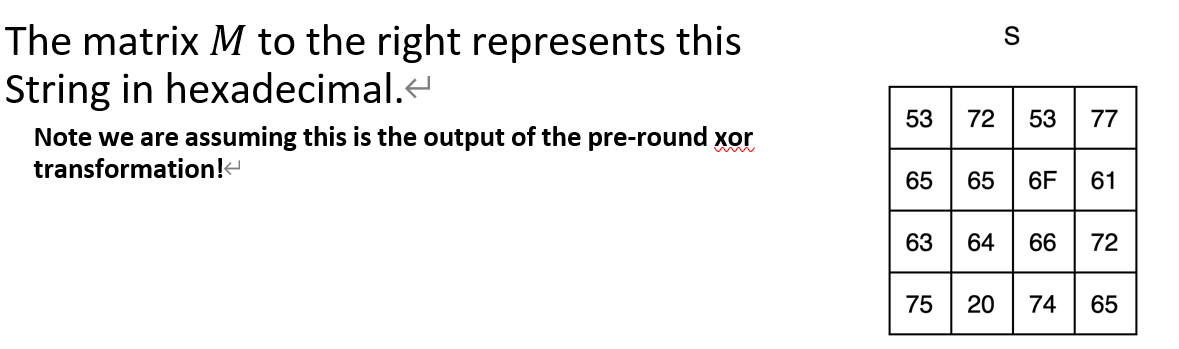 The matrix M to the right represents this
String in hexadecimal.↵
Note we are assuming this is the output of the pre-round xor
transformation!↵
S
53 72 53 77
65 65 6F 61
63 64 66 72
75 20 74 65